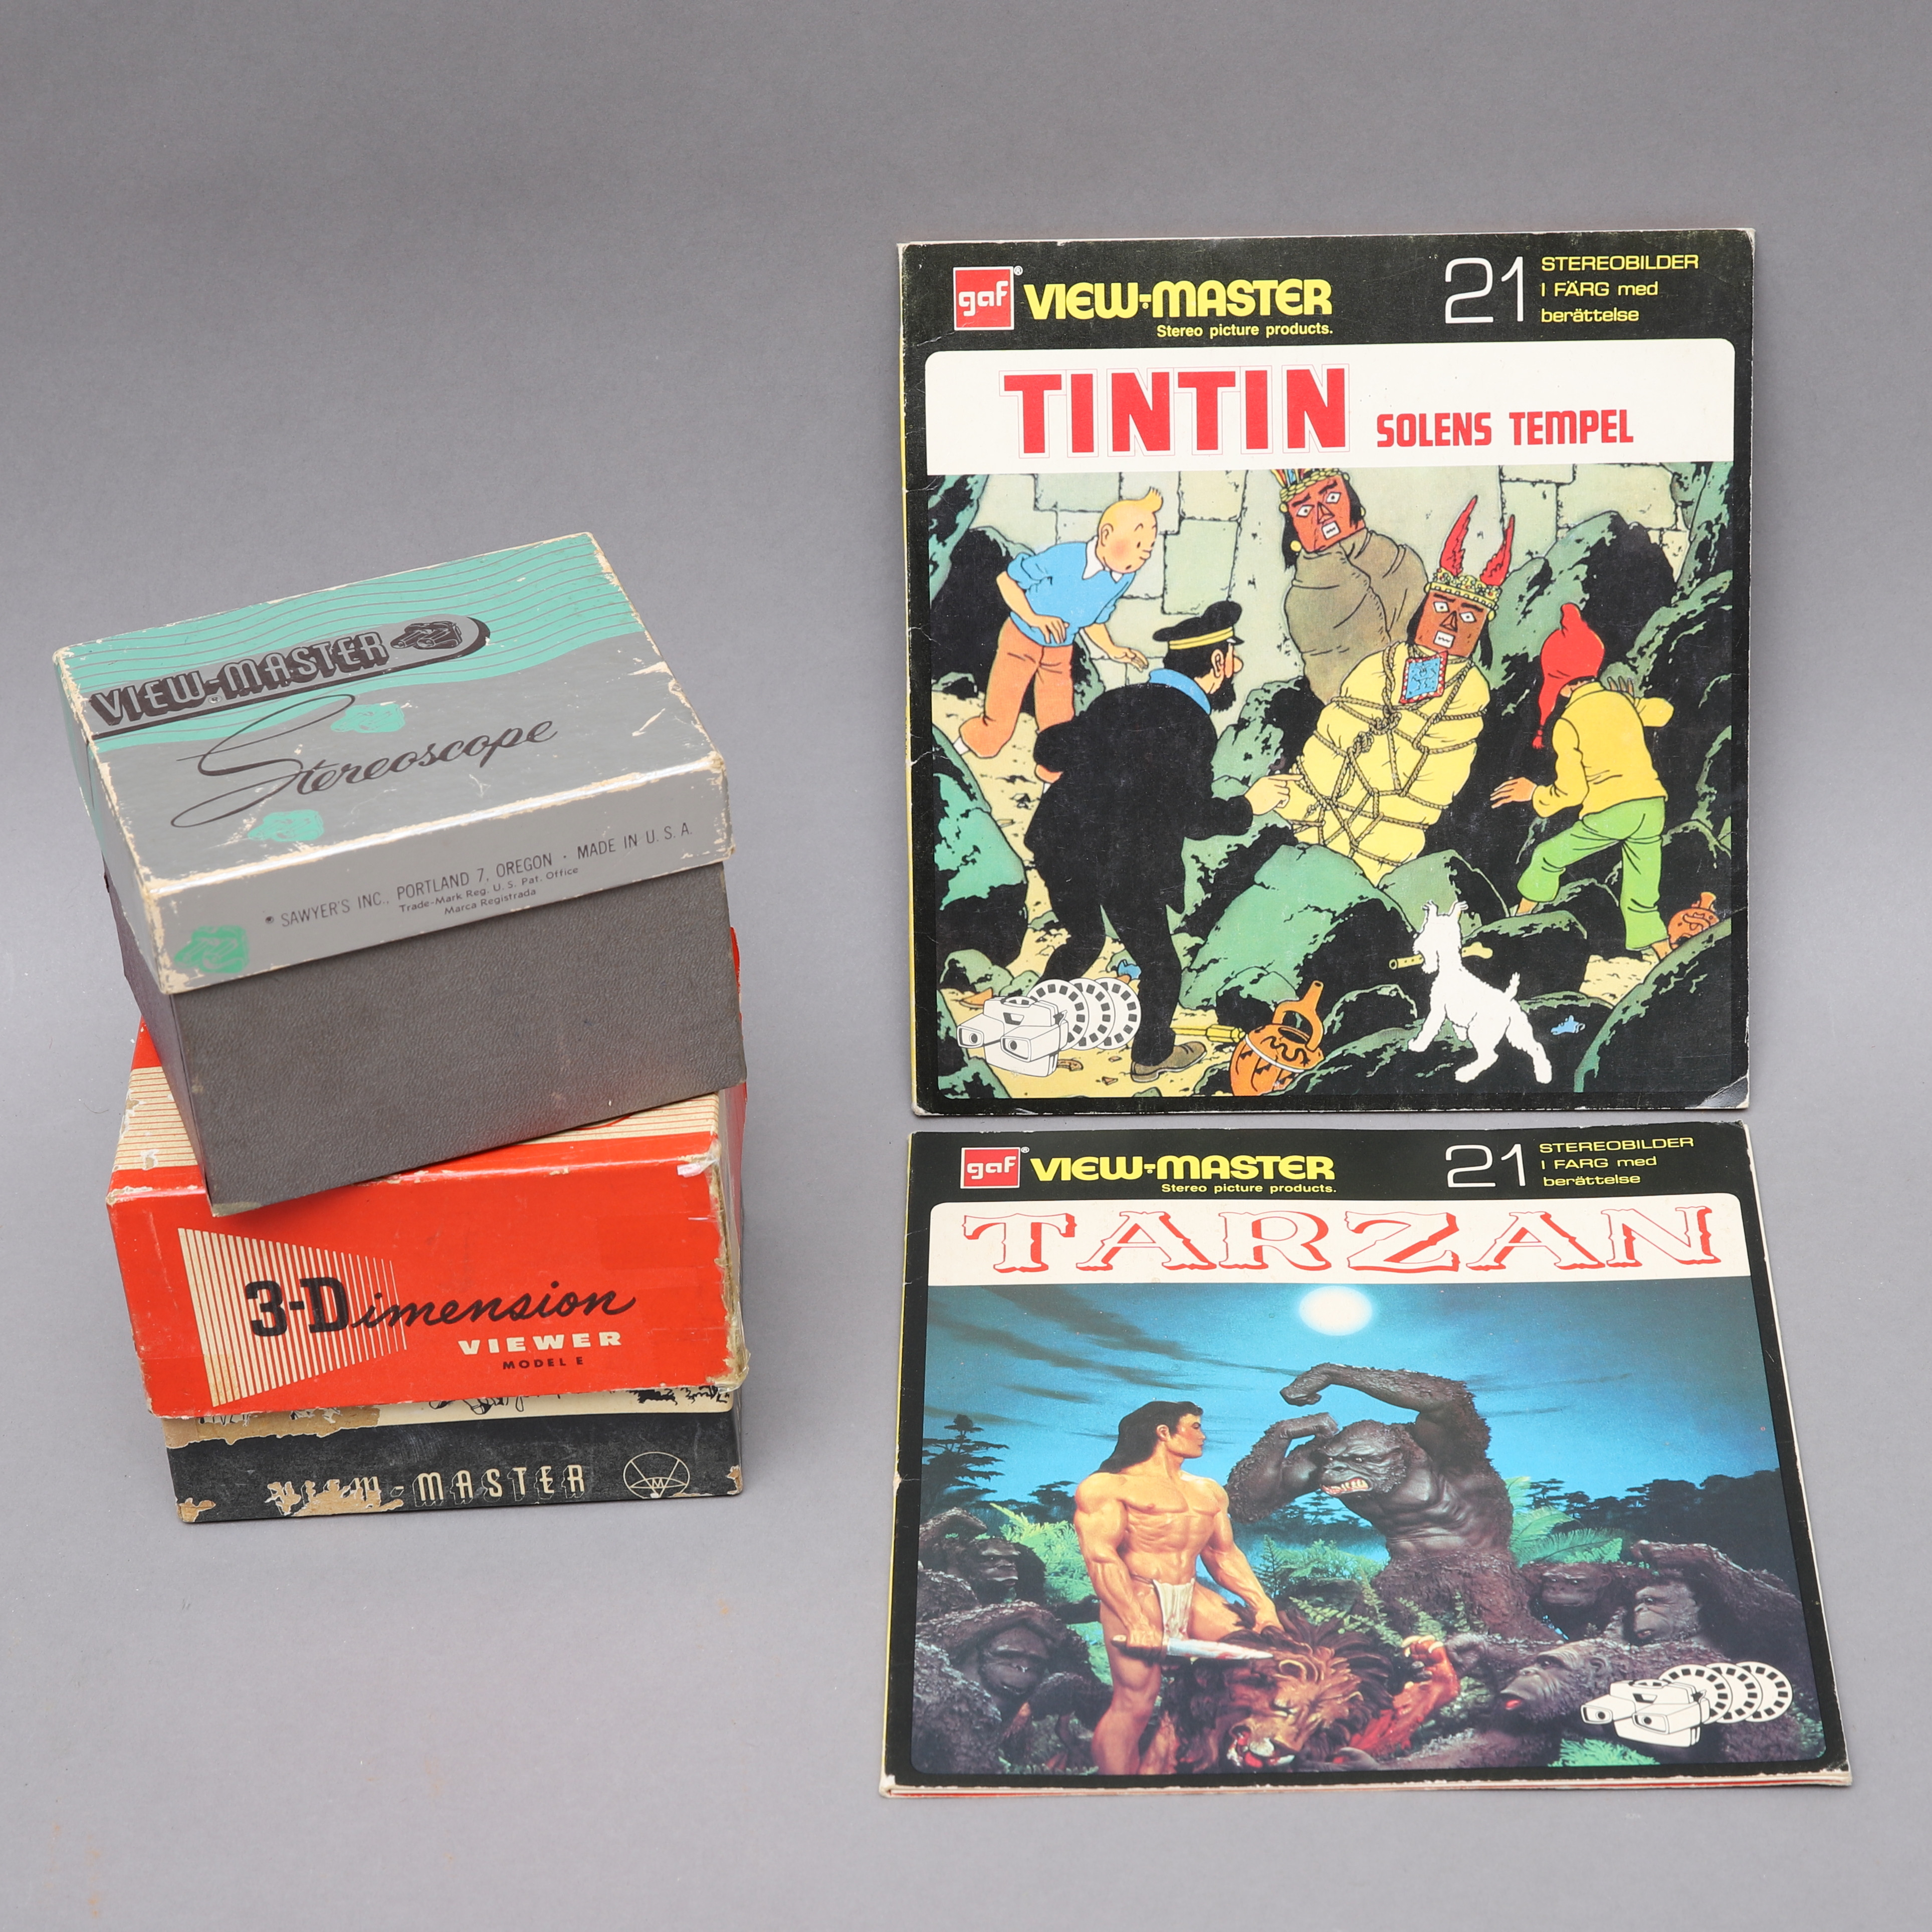 VIEW-MASTER
Stereoscope
® SAWYER'S INC., PORTLAND 7, OREGON · MADE IN U. S. A.
Trade-Mark Reg. U. S. Pat. Office
Marca Registrada
3-Dimension
VIEWER
MODEL E
VIEW-MASTER
gaf® VIEW-MASTER
Stereo picture products.
21 STEREOBILDER
I FÄRG med
berättelse
TINTIN SOLENS TEMPEL
gaf® VIEW-MASTER
Stereo picture products.
21 STEREOBILDER
I FARG med
berättelse
TARZAN